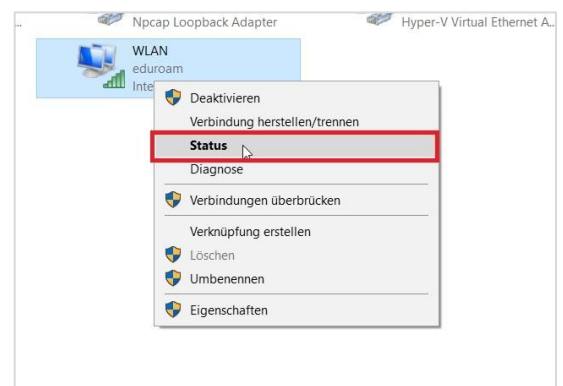 Npcap Loopback Adapter
Hyper-V Virtual Ethernet A...
WLAN
eduroam
Inte
Deaktivieren
Verbindung herstellen/trennen
Status
Diagnose
Verbindungen überbrücken
Verknüpfung erstellen
Löschen
Umbenennen
Eigenschaften